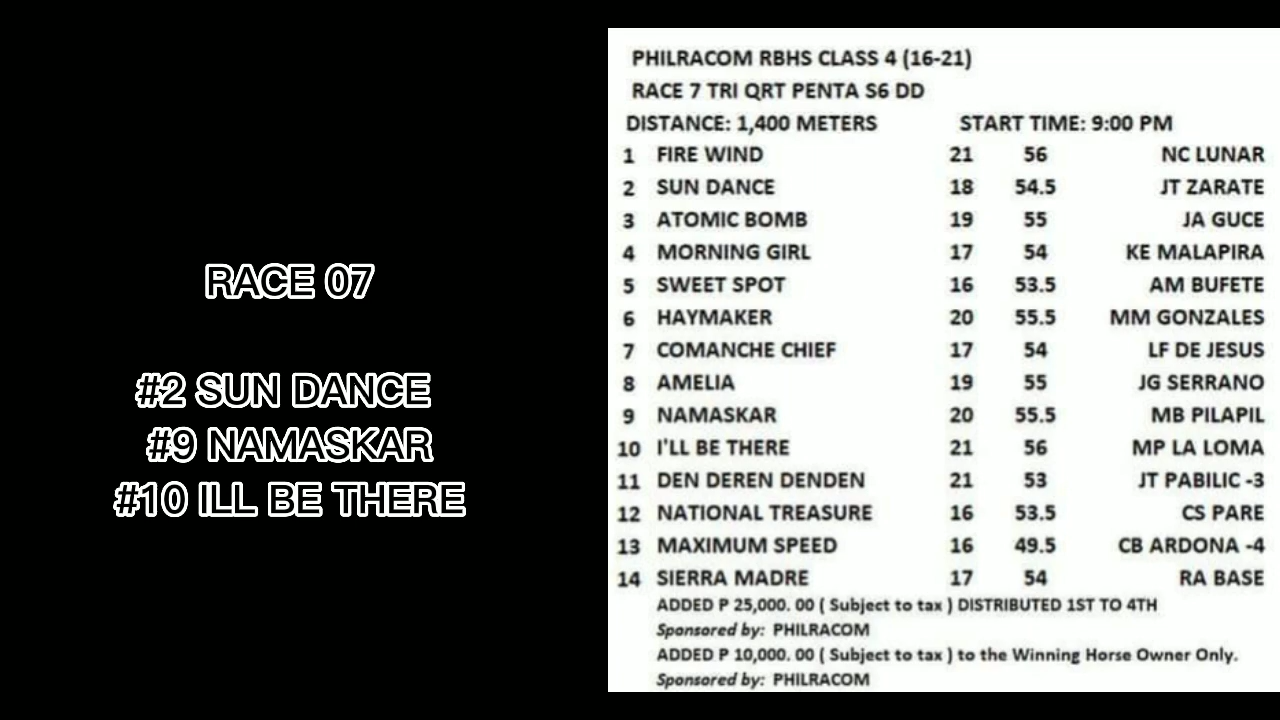 RACE 07
#2 SUN DANCE
#9 NAMASKAR
#10 ILL BE THERE
PHILRACOM RBHS CLASS 4 (16-21)
RACE 7 TRI QRT PENTA S6 DD
DISTANCE: 1,400 METERS START TIME: 9:00 PM
1 FIRE WIND 21 56 NC LUNAR
2 SUN DANCE 18 54.5 JT ZARATE
3 ATOMIC BOMB 19 55 JA GUCE
4 MORNING GIRL 17 54 KE MALAPIRA
5 SWEET SPOT 16 53.5 AM BUFETE
6 HAYMAKER 20 55.5 MM GONZALES
7 COMANCHE CHIEF 17 54 LF DE JESUS
8 AMELIA 19 55 JG SERRANO
9 NAMASKAR 20 55.5 MB PILAPIL
10 I'LL BE THERE 21 56 MP LA LOMA
11 DEN DEREN DENDEN 21 53 JT PABILIC -3
12 NATIONAL TREASURE 16 53.5 CS PARE
13 MAXIMUM SPEED 16 49.5 CB ARDONA -4
14 SIERRA MADRE 17 54 RA BASE
ADDED P 25,000. 00 ( Subject to tax ) DISTRIBUTED 1ST TO 4TH
Sponsored by: PHILRACOM
ADDED P 10,000. 00 ( Subject to tax ) to the Winning Horse Owner Only.
Sponsored by: PHILRACOM